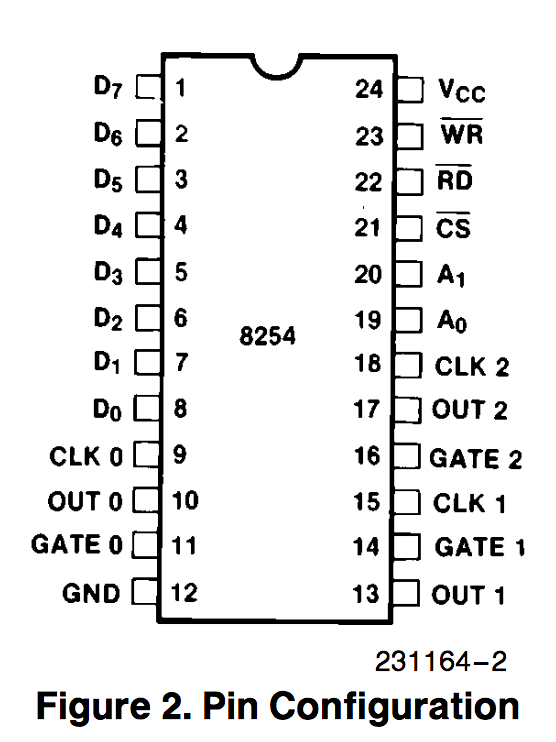 D7 1 24 VCC
D6 2 23 W̅R̅
D5 3 22 R̅D̅
D4 4 21 C̅S̅
D3 5 20 A1
D2 6 19 A0
8254
D1 7 18 CLK 2
D0 8 17 OUT 2
CLK 0 9 16 GATE 2
OUT 0 10 15 CLK 1
GATE 0 11 14 GATE 1
GND 12 13 OUT 1
231164–2
Figure 2. Pin Configuration